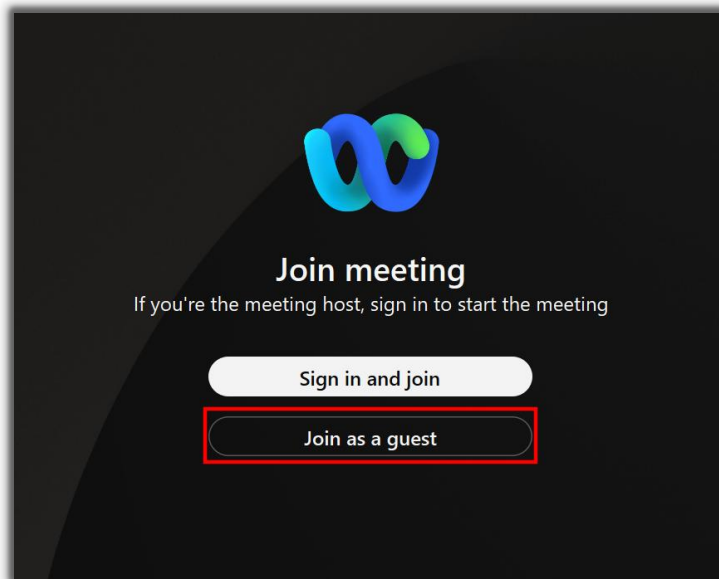 Join meeting
If you're the meeting host, sign in to start the meeting
Sign in and join
Join as a guest